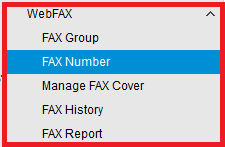 WebFAX
FAX Group
FAX Number
Manage FAX Cover
FAX History
FAX Report